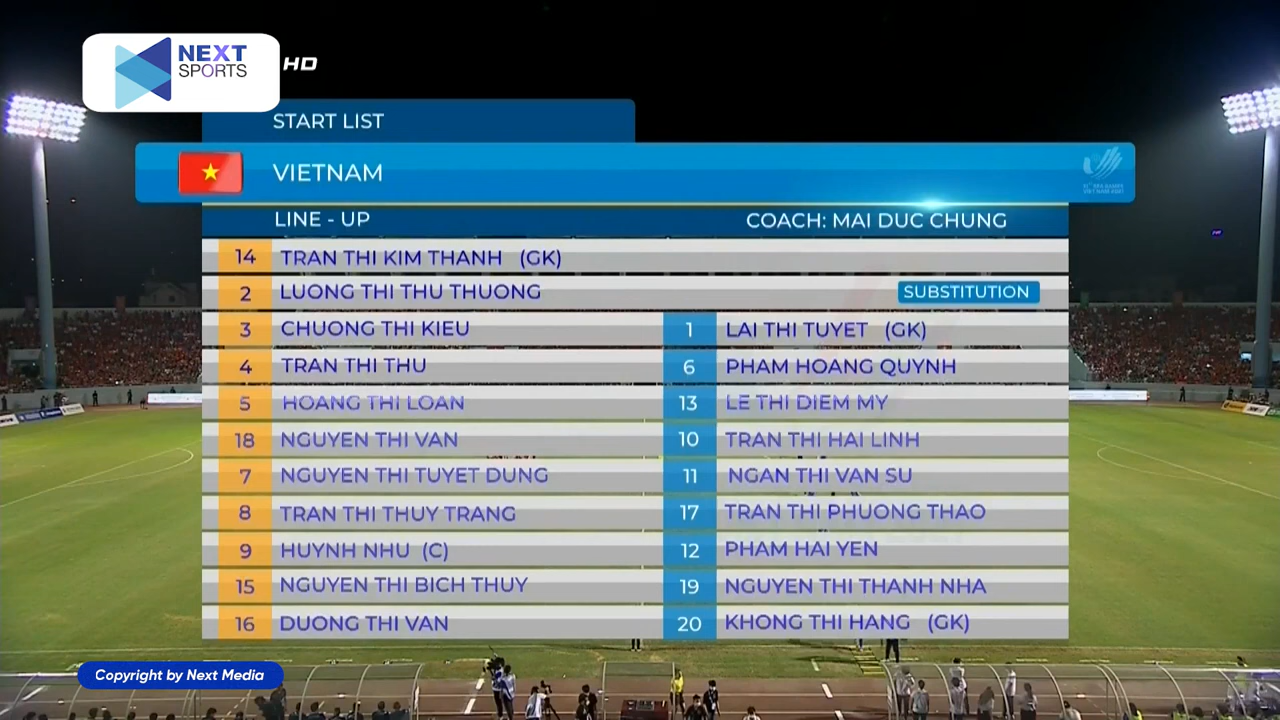 NEXT
SPORTS
HD
START LIST
VIETNAM
LINE - UP
COACH: MAI DUC CHUNG
14 TRAN THI KIM THANH (GK)
2 LUONG THI THU THUONG
3 CHUONG THI KIEU
4 TRAN THI THU
5 HOANG THI LOAN
18 NGUYEN THI VAN
7 NGUYEN THI TUYET DUNG
8 TRAN THI THUY TRANG
9 HUYNH NHU (C)
15 NGUYEN THI BICH THUY
16 DUONG THI VAN
SUBSTITUTION
1 LAI THI TUYET (GK)
6 PHAM HOANG QUYNH
13 LE THI DIEM MY
10 TRAN THI HAI LINH
11 NGAN THI VAN SU
17 TRAN THI PHUONG THAO
12 PHAM HAI YEN
19 NGUYEN THI THANH NHA
20 KHONG THI HANG (GK)
Copyright by Next Media